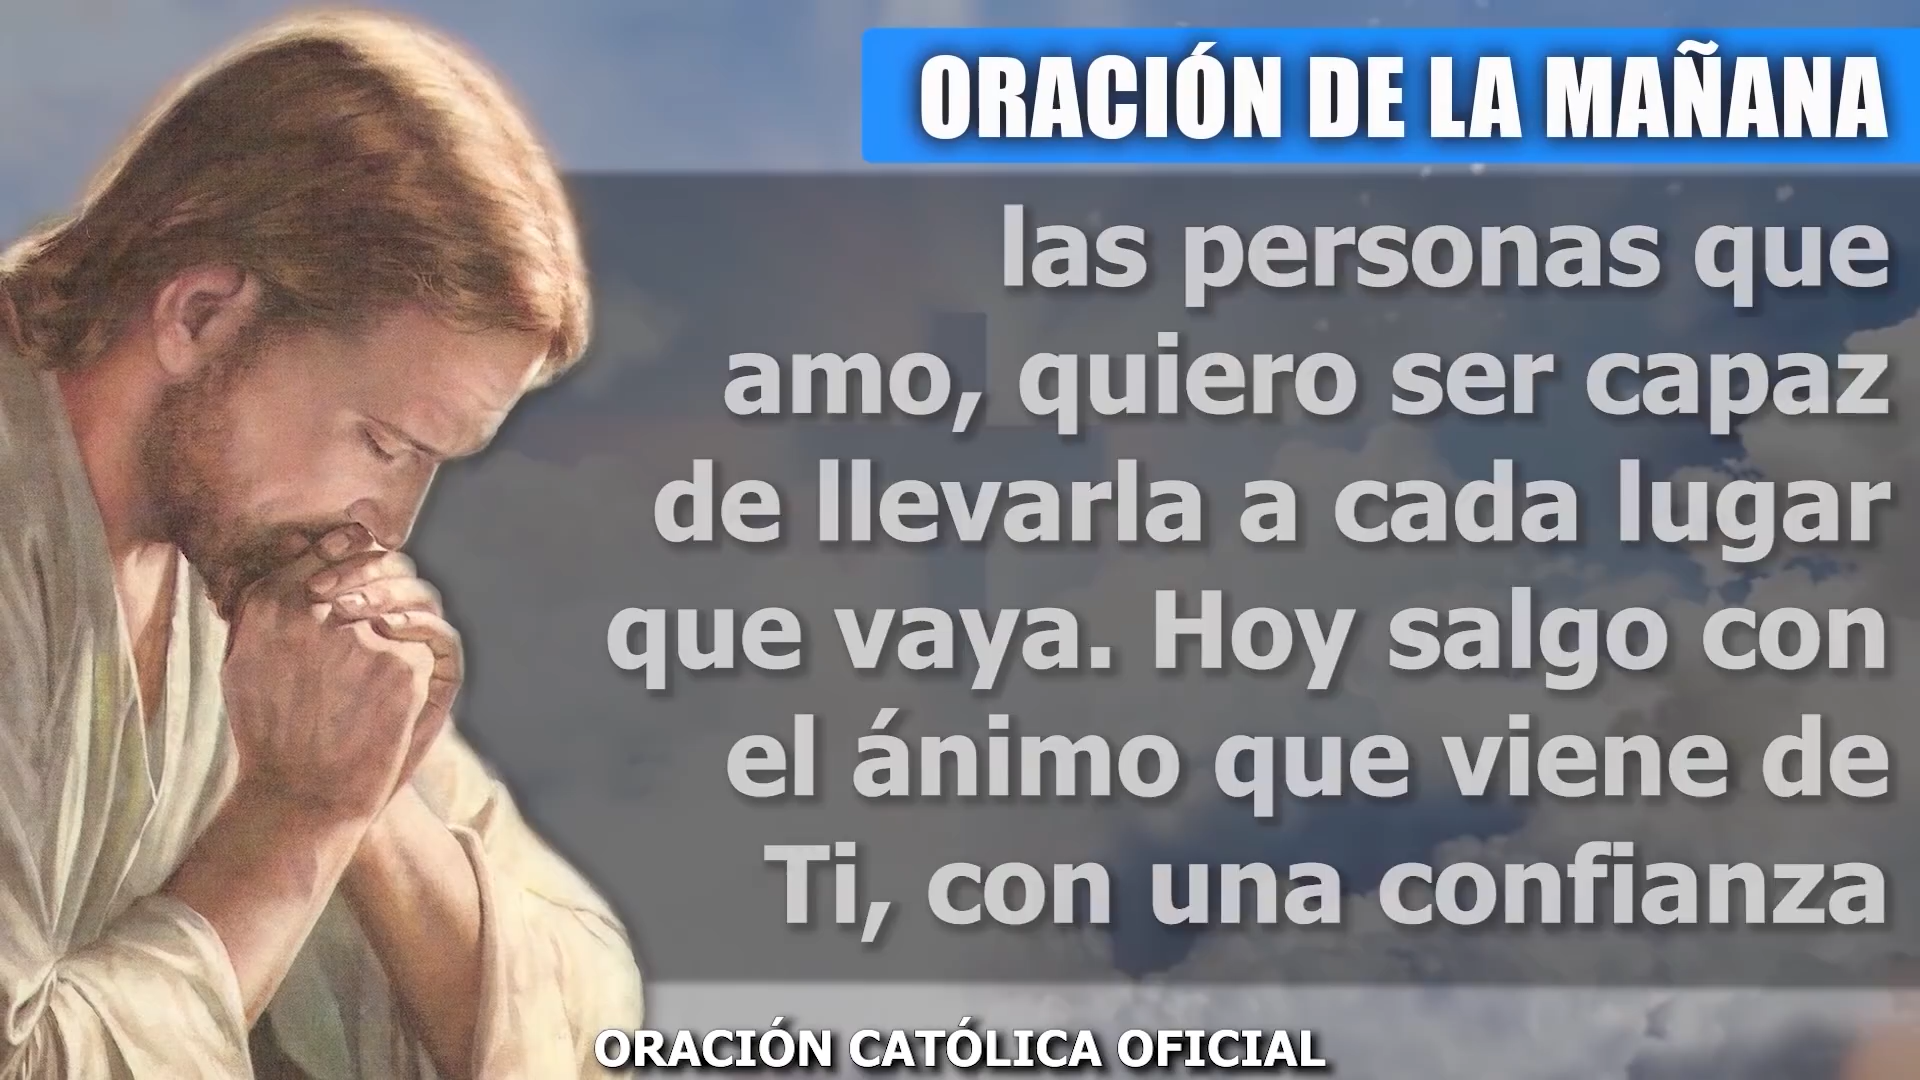 ORACIÓN DE LA MAÑANA
las personas que
amo, quiero ser capaz
de llevarla a cada lugar
que vaya. Hoy salgo con
el ánimo que viene de
Ti, con una confianza
ORACIÓN CATÓLICA OFICIAL